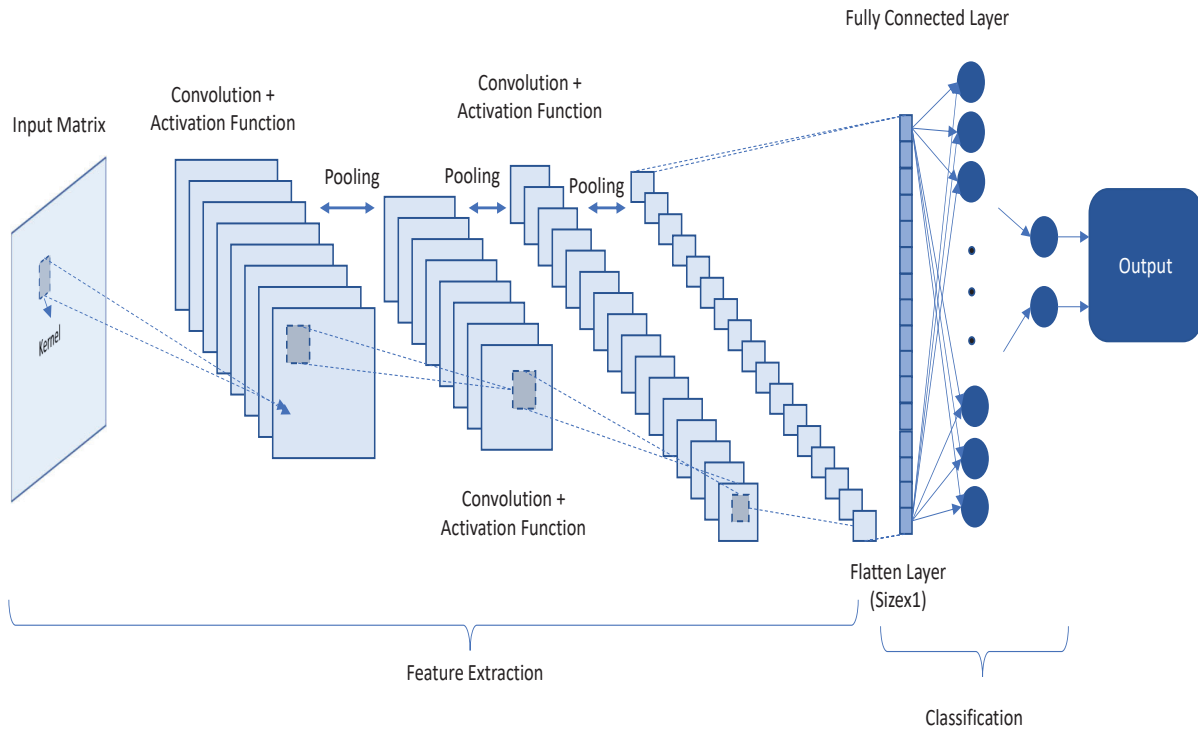 Fully Connected Layer
Convolution +
Activation Function
Convolution +
Activation Function
Input Matrix
Pooling
Pooling
Pooling
Kernel
Output
Convolution +
Activation Function
Flatten Layer
(Sizex1)
Feature Extraction
Classification